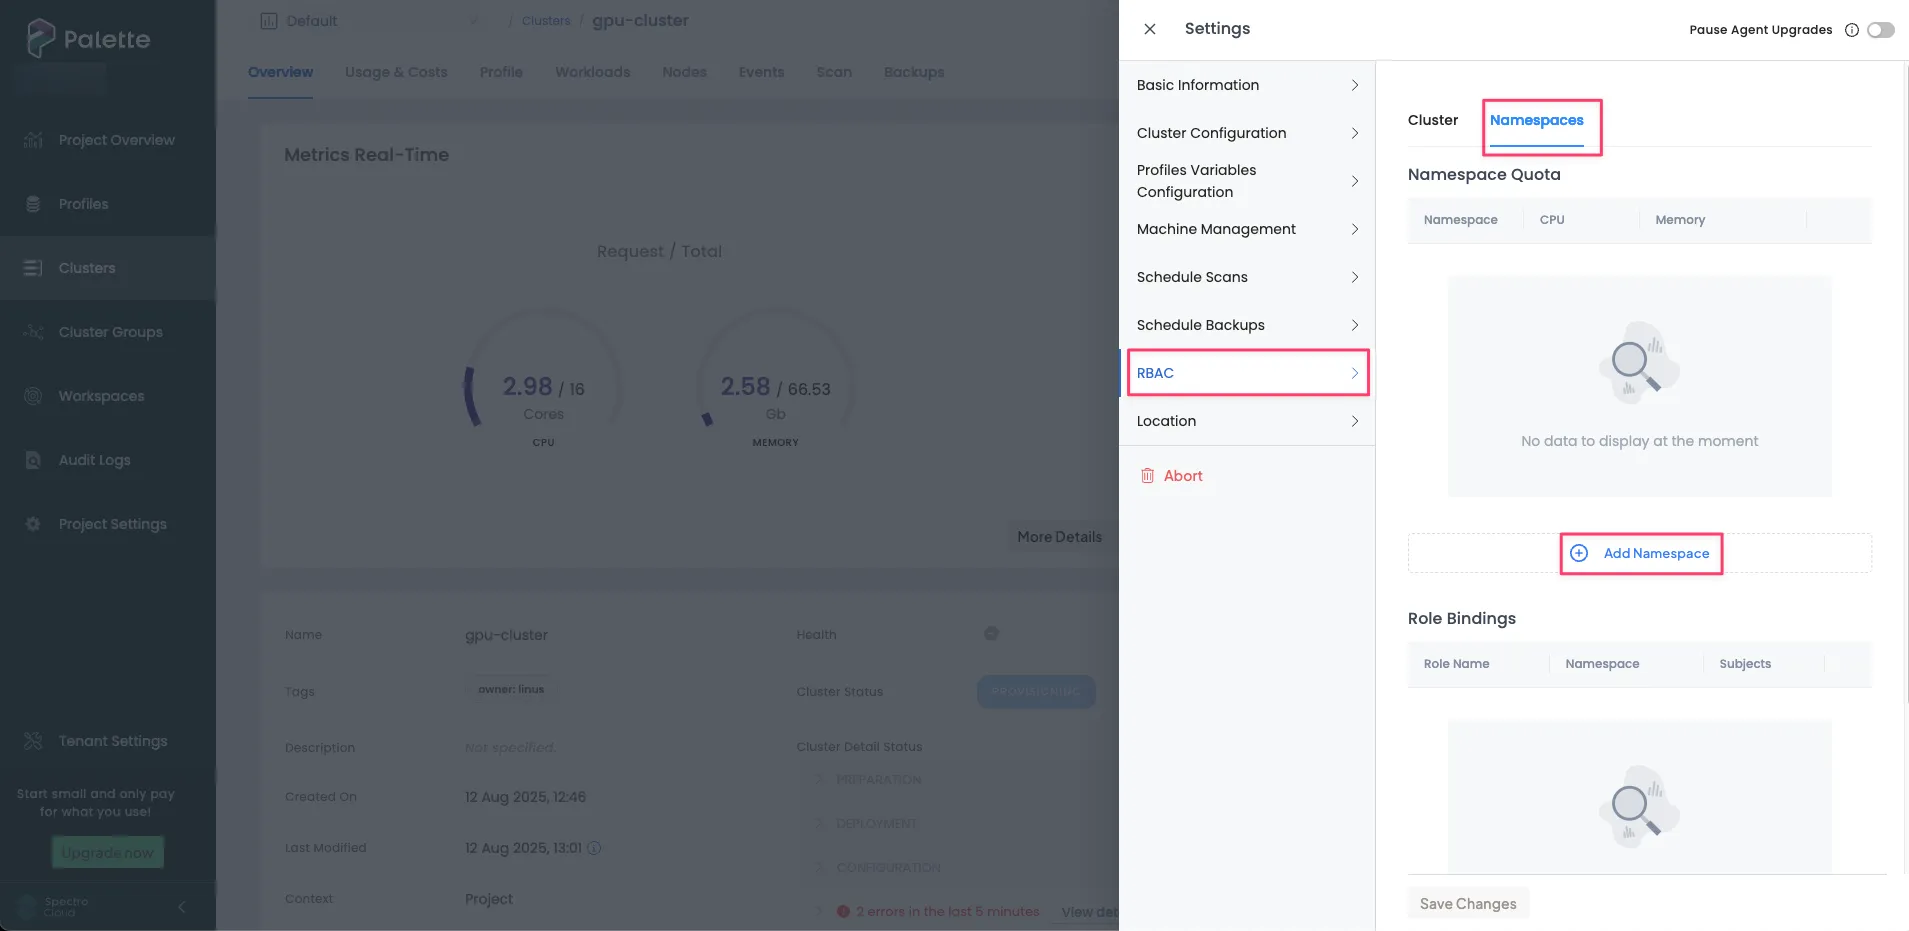 Palette
Project Overview
Profiles
Clusters
Cluster Groups
Workspaces
Audit Logs
Project Settings
Tenant Settings
Start small and only pay
for what you use!
Upgrade now
Spectro
Cloud
Default / Clusters / gpu-cluster
Overview Usage & Costs Profile Workloads Nodes Events Scan Backups
Metrics Real-Time
Request / Total
2.98 / 16
Cores
CPU
2.58 / 66.53
Gb
MEMORY
More Details
Name gpu-cluster
Tags owner: linus
Description Not specified.
Created On 12 Aug 2025, 12:46
Last Modified 12 Aug 2025, 13:01
Context Project
Health
Cluster Status PROVISIONING
Cluster Detail Status
PREPARATION
DEPLOYMENT
CONFIGURATION
2 errors in the last 5 minutes View det
Settings
Pause Agent Upgrades
Basic Information
Cluster Configuration
Profiles Variables
Configuration
Machine Management
Schedule Scans
Schedule Backups
RBAC
Location
Abort
Cluster Namespaces
Namespace Quota
Namespace CPU Memory
No data to display at the moment
Add Namespace
Role Bindings
Role Name Namespace Subjects
Save Changes